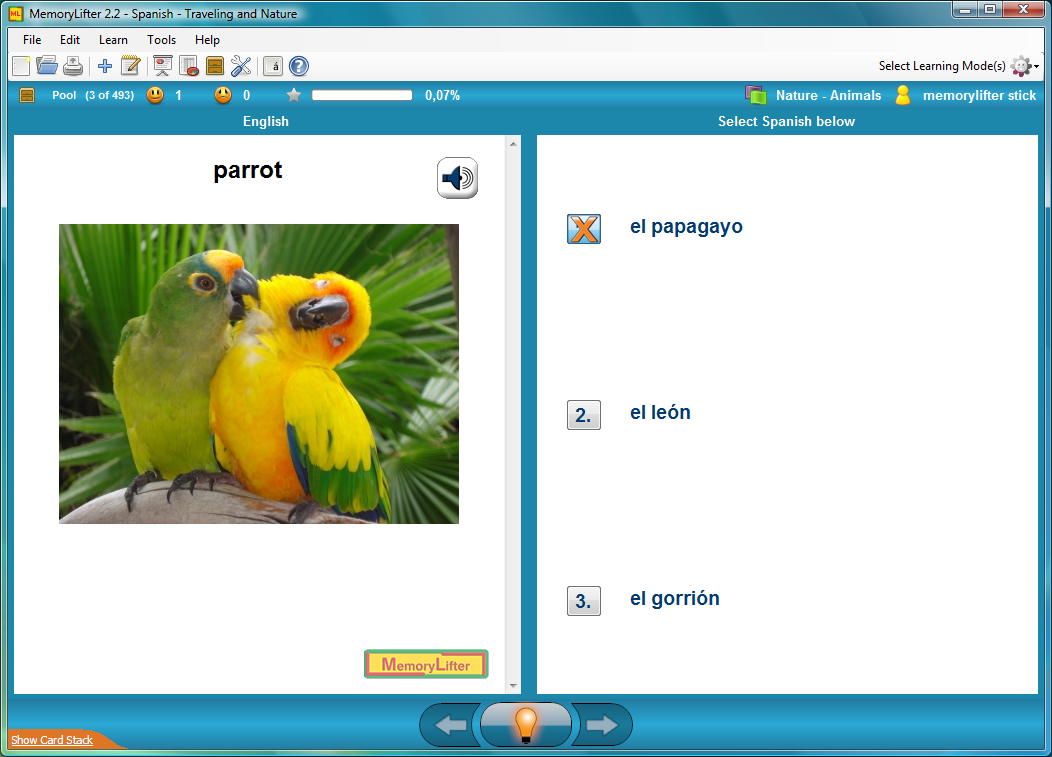 ML MemoryLifter 2.2 - Spanish - Traveling and Nature
File Edit Learn Tools Help
á ? Select Learning Mode(s)
Pool (3 of 493) 1 0 0,07% Nature - Animals memorylifter stick
English
Select Spanish below
parrot
MemoryLifter
X el papagayo
2. el león
3. el gorrión
Show Card Stack